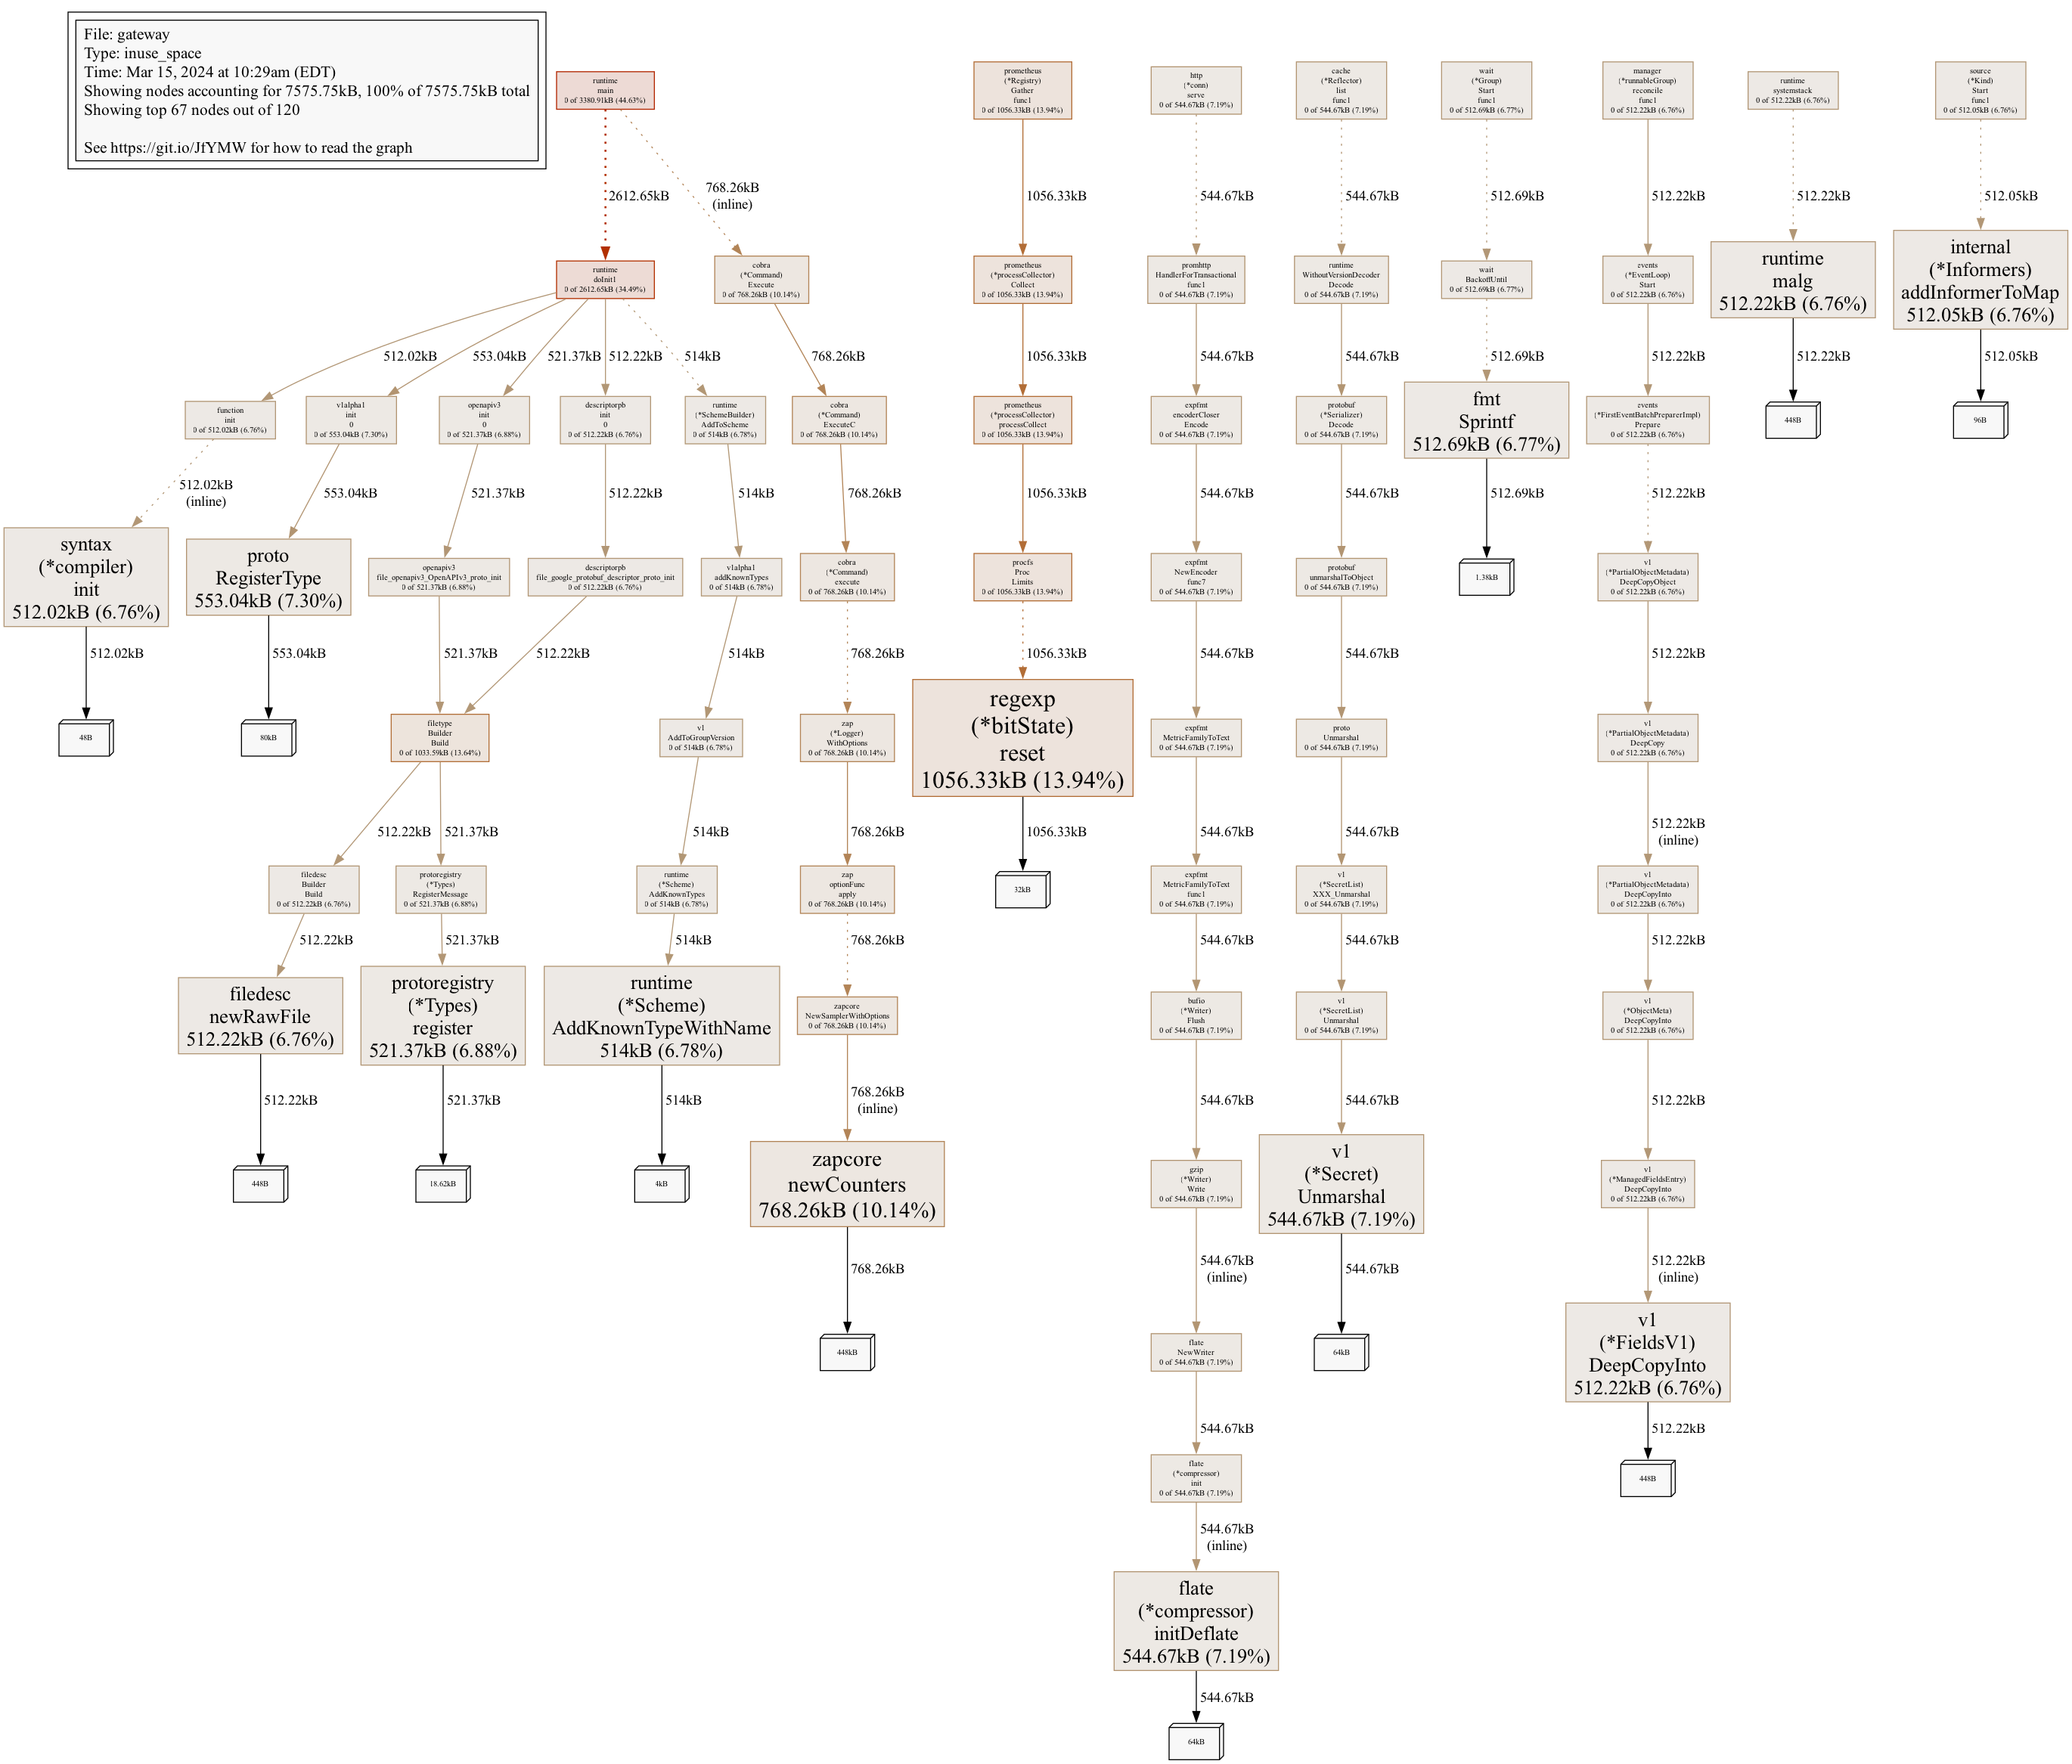 File: gateway
Type: inuse_space
Time: Mar 15, 2024 at 10:29am (EDT)
Showing nodes accounting for 7575.75kB, 100% of 7575.75kB total
Showing top 67 nodes out of 120
See https://git.io/JfYMW for how to read the graph
runtime
main
0 of 3380.91kB (44.63%)
prometheus
(*Registry)
Gather
func1
0 of 1056.33kB (13.94%)
http
(*conn)
serve
0 of 544.67kB (7.19%)
cache
(*Reflector)
list
func1
0 of 544.67kB (7.19%)
wait
(*Group)
Start
func1
0 of 512.69kB (6.77%)
manager
(*runnableGroup)
reconcile
func1
0 of 512.22kB (6.76%)
runtime
systemstack
0 of 512.22kB (6.76%)
source
(*Kind)
Start
func1
0 of 512.05kB (6.76%)
2612.65kB
768.26kB
(inline)
1056.33kB
544.67kB
544.67kB
512.69kB
512.22kB
512.22kB
512.05kB
runtime
doInit1
0 of 2612.65kB (34.49%)
cobra
(*Command)
Execute
0 of 768.26kB (10.14%)
prometheus
(*processCollector)
Collect
0 of 1056.33kB (13.94%)
promhttp
HandlerForTransactional
func1
0 of 544.67kB (7.19%)
runtime
WithoutVersionDecoder
Decode
0 of 544.67kB (7.19%)
wait
BackoffUntil
0 of 512.69kB (6.77%)
events
(*EventLoop)
Start
0 of 512.22kB (6.76%)
runtime
malg
512.22kB (6.76%)
internal
(*Informers)
addInformerToMap
512.05kB (6.76%)
512.02kB
553.04kB
521.37kB
512.22kB
514kB
768.26kB
1056.33kB
544.67kB
544.67kB
512.69kB
512.22kB
512.22kB
512.05kB
function
init
0 of 512.02kB (6.76%)
v1alpha1
init
0
0 of 553.04kB (7.30%)
openapiv3
init
0
0 of 521.37kB (6.88%)
descriptorpb
init
0
0 of 512.22kB (6.76%)
runtime
(*SchemeBuilder)
AddToScheme
0 of 514kB (6.78%)
cobra
(*Command)
ExecuteC
0 of 768.26kB (10.14%)
prometheus
(*processCollector)
processCollect
0 of 1056.33kB (13.94%)
expfmt
encoderCloser
Encode
0 of 544.67kB (7.19%)
protobuf
(*Serializer)
Decode
0 of 544.67kB (7.19%)
fmt
Sprintf
512.69kB (6.77%)
events
(*FirstEventBatchPreparerImpl)
Prepare
0 of 512.22kB (6.76%)
448B
96B
512.02kB
(inline)
553.04kB
521.37kB
512.22kB
514kB
768.26kB
1056.33kB
544.67kB
544.67kB
512.69kB
512.22kB
syntax
(*compiler)
init
512.02kB (6.76%)
proto
RegisterType
553.04kB (7.30%)
openapiv3
file_openapiv3_OpenAPIv3_proto_init
0 of 521.37kB (6.88%)
descriptorpb
file_google_protobuf_descriptor_proto_init
0 of 512.22kB (6.76%)
v1alpha1
addKnownTypes
0 of 514kB (6.78%)
cobra
(*Command)
execute
0 of 768.26kB (10.14%)
procfs
Proc
Limits
0 of 1056.33kB (13.94%)
expfmt
NewEncoder
func7
0 of 544.67kB (7.19%)
protobuf
unmarshalToObject
0 of 544.67kB (7.19%)
1.38kB
v1
(*PartialObjectMetadata)
DeepCopyObject
0 of 512.22kB (6.76%)
512.02kB
553.04kB
521.37kB
512.22kB
514kB
768.26kB
1056.33kB
544.67kB
544.67kB
512.22kB
48B
80kB
filetype
Builder
Build
0 of 1033.59kB (13.64%)
v1
AddToGroupVersion
0 of 514kB (6.78%)
zap
(*Logger)
WithOptions
0 of 768.26kB (10.14%)
regexp
(*bitState)
reset
1056.33kB (13.94%)
expfmt
MetricFamilyToText
0 of 544.67kB (7.19%)
proto
Unmarshal
0 of 544.67kB (7.19%)
v1
(*PartialObjectMetadata)
DeepCopy
0 of 512.22kB (6.76%)
512.22kB
521.37kB
514kB
768.26kB
1056.33kB
544.67kB
544.67kB
512.22kB
(inline)
filedesc
Builder
Build
0 of 512.22kB (6.76%)
protoregistry
(*Types)
RegisterMessage
0 of 521.37kB (6.88%)
runtime
(*Scheme)
AddKnownTypes
0 of 514kB (6.78%)
zap
optionFunc
apply
0 of 768.26kB (10.14%)
32kB
expfmt
MetricFamilyToText
func1
0 of 544.67kB (7.19%)
v1
(*SecretList)
XXX_Unmarshal
0 of 544.67kB (7.19%)
v1
(*PartialObjectMetadata)
DeepCopyInto
0 of 512.22kB (6.76%)
512.22kB
521.37kB
514kB
768.26kB
544.67kB
544.67kB
512.22kB
filedesc
newRawFile
512.22kB (6.76%)
protoregistry
(*Types)
register
521.37kB (6.88%)
runtime
(*Scheme)
AddKnownTypeWithName
514kB (6.78%)
zapcore
NewSamplerWithOptions
0 of 768.26kB (10.14%)
bufio
(*Writer)
Flush
0 of 544.67kB (7.19%)
v1
(*SecretList)
Unmarshal
0 of 544.67kB (7.19%)
v1
(*ObjectMeta)
DeepCopyInto
0 of 512.22kB (6.76%)
512.22kB
521.37kB
514kB
768.26kB
(inline)
544.67kB
544.67kB
512.22kB
448B
18.62kB
4kB
zapcore
newCounters
768.26kB (10.14%)
gzip
(*Writer)
Write
0 of 544.67kB (7.19%)
v1
(*Secret)
Unmarshal
544.67kB (7.19%)
v1
(*ManagedFieldsEntry)
DeepCopyInto
0 of 512.22kB (6.76%)
768.26kB
544.67kB
(inline)
544.67kB
512.22kB
(inline)
448kB
flate
NewWriter
0 of 544.67kB (7.19%)
64kB
v1
(*FieldsV1)
DeepCopyInto
512.22kB (6.76%)
544.67kB
512.22kB
flate
(*compressor)
init
0 of 544.67kB (7.19%)
448B
544.67kB
(inline)
flate
(*compressor)
initDeflate
544.67kB (7.19%)
544.67kB
64kB